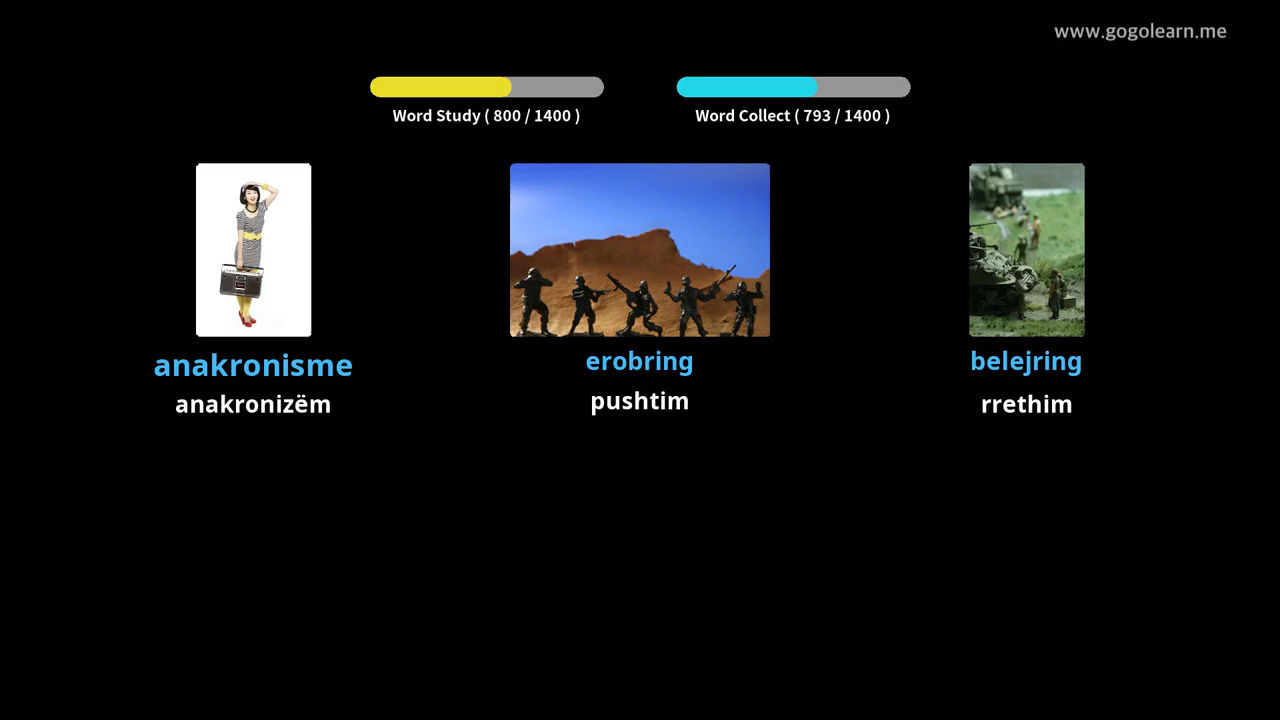 www.gogolearn.me
Word Study ( 800 / 1400 )
Word Collect ( 793 / 1400 )
anakronisme
anakronizëm
erobring
pushtim
belejring
rrethim